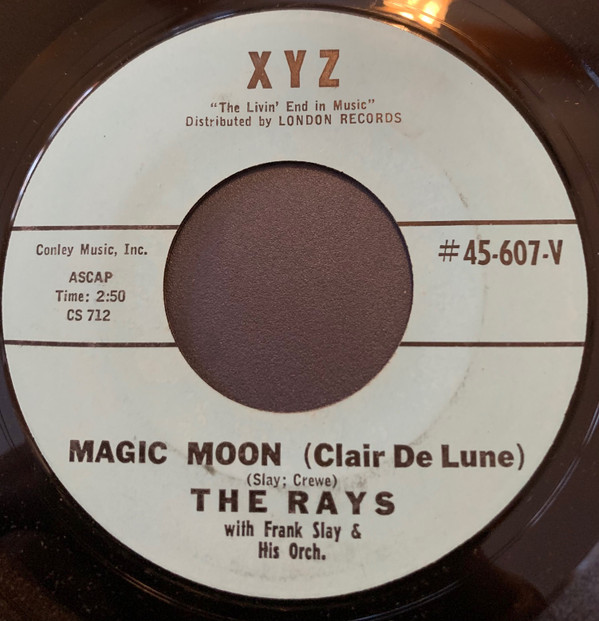 XYZ
"The Livin' End in Music"
Distributed by LONDON RECORDS
Conley Music, Inc.
ASCAP
Time: 2:50
CS 712
#45-607-V
MAGIC MOON (Clair De Lune)
(Slay; Crewe)
THE RAYS
with Frank Slay &
His Orch.